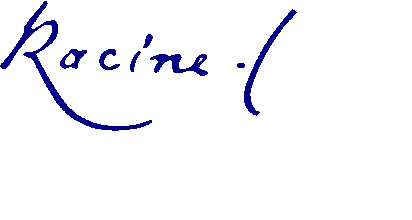 Racine . (